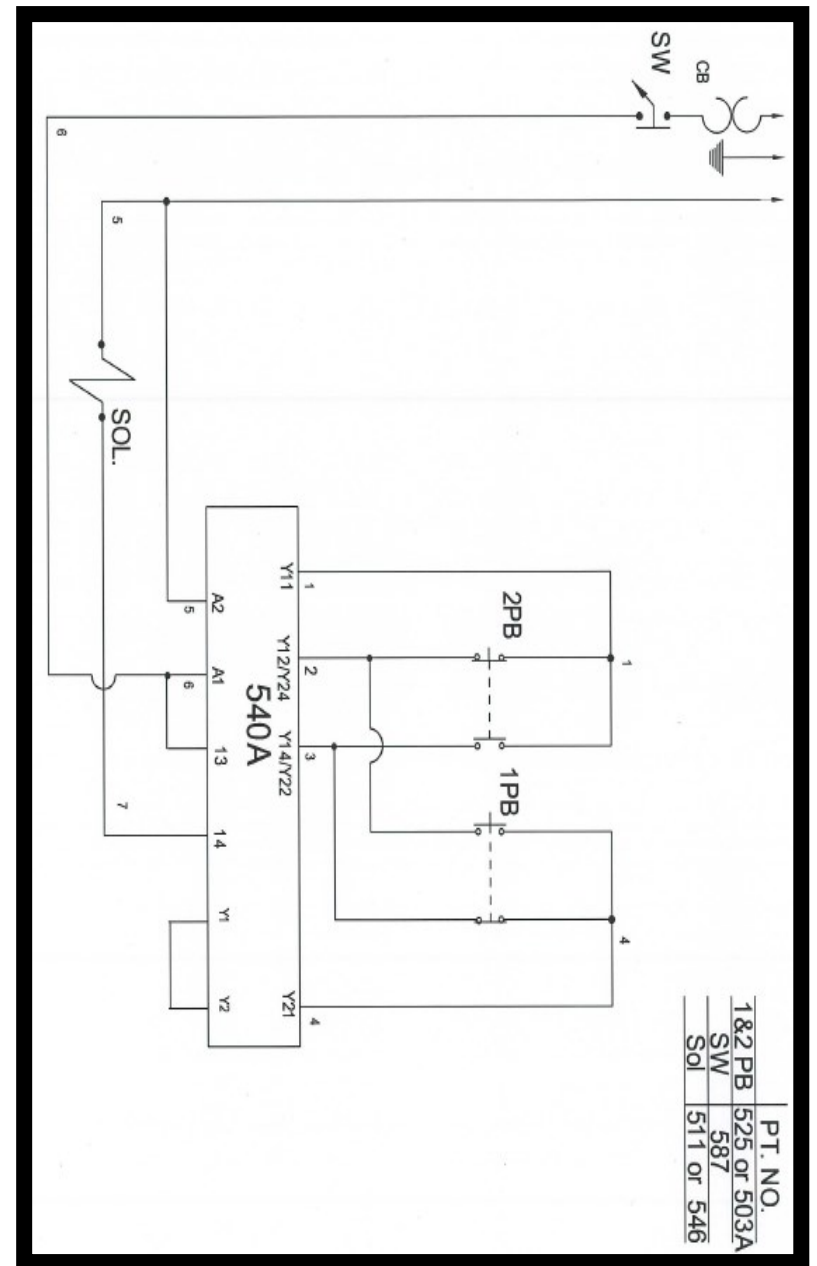 SW
CB
6
5
SOL.
Y11
1
A2
5
2PB
1
Y12/Y24
2
A1
6
540A
Y14/Y22
3
13
1PB
7
14
4
Y1
Y21
4
Y2
PT. NO.
1&2 PB 525 or 503A
SW 587
Sol 511 or 546